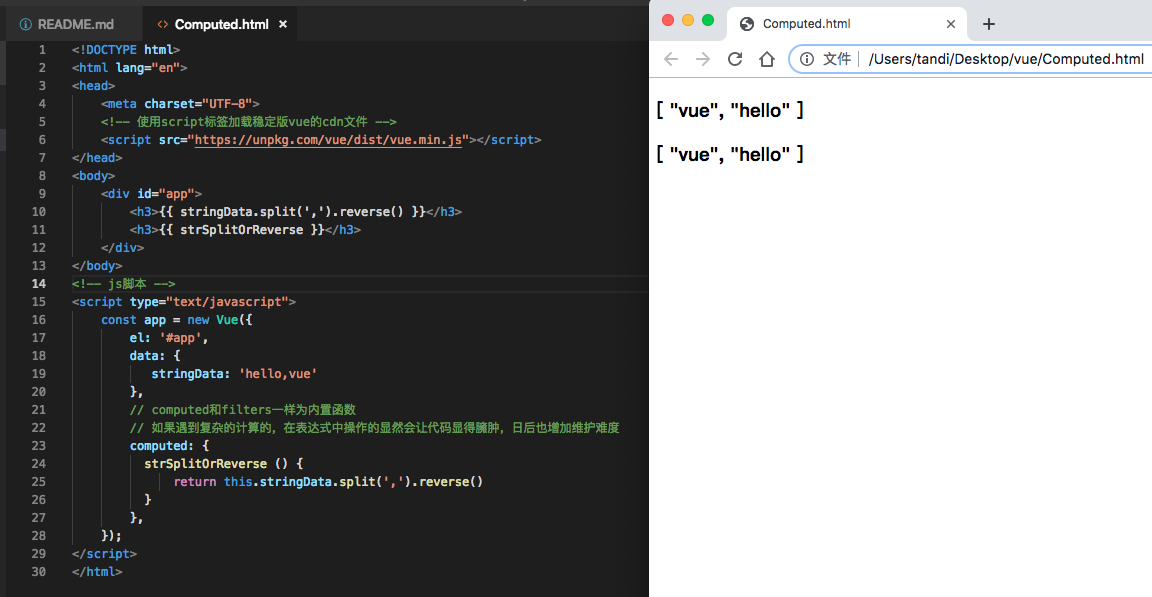 README.md
Computed.html
1 <!DOCTYPE html>
2 <html lang="en">
3 <head>
4 <meta charset="UTF-8">
5 <!-- 使用script标签加载稳定版vue的cdn文件 -->
6 <script src="https://unpkg.com/vue/dist/vue.min.js"></script>
7 </head>
8 <body>
9 <div id="app">
10 <h3>{{ stringData.split(',').reverse() }}</h3>
11 <h3>{{ strSplitOrReverse }}</h3>
12 </div>
13 </body>
14 <!-- js脚本 -->
15 <script type="text/javascript">
16 const app = new Vue({
17 el: '#app',
18 data: {
19 stringData: 'hello,vue'
20 },
21 // computed和filters一样为内置函数
22 // 如果遇到复杂的计算的，在表达式中操作的显然会让代码显得臃肿，日后也增加维护难度
23 computed: {
24 strSplitOrReverse () {
25 return this.stringData.split(',').reverse()
26 }
27 },
28 });
29 </script>
30 </html>
Computed.html
文件 /Users/tandi/Desktop/vue/Computed.html
[ "vue", "hello" ]
[ "vue", "hello" ]